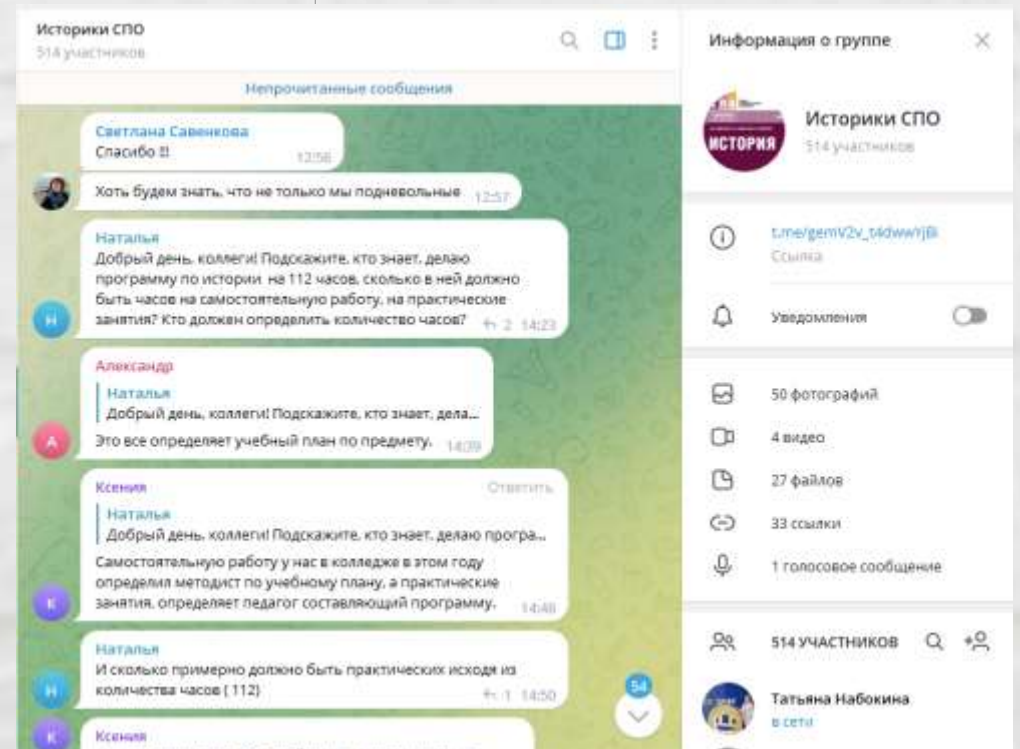 Историки СПО
514 участников
Непрочитанные сообщения
Светлана Савенкова
Спасибо !!!
12:56
Хоть будем знать, что не только мы подневольные 12:57
Наталья
Добрый день, коллеги! Подскажите, кто знает, делаю
программу по истории на 112 часов, сколько в ней должно
быть часов на самостоятельную работу, на практические
занятия? Кто должен определить количество часов? 2 14:23
Н
Александр
Наталья
Добрый день, коллеги! Подскажите, кто знает, дела...
Это все определяет учебный план по предмету. 14:39
А
Ксения Ответить
Наталья
Добрый день, коллеги! Подскажите, кто знает, делаю програ...
Самостоятельную работу у нас в колледже в этом году
определил методист по учебному плану, а практические
занятия, определяет педагог составляющий программу. 14:48
К
Наталья
И сколько примерно должно быть практических исходя из
количества часов ( 112) 1 14:50
Н
54
К
Ксения
Информация о группе
ИСТОРИЯ
Историки СПО
514 участников
Ссылка
Уведомления
50 фотографий
4 видео
27 файлов
33 ссылки
1 голосовое сообщение
514 УЧАСТНИКОВ
Татьяна Набокина
в сети